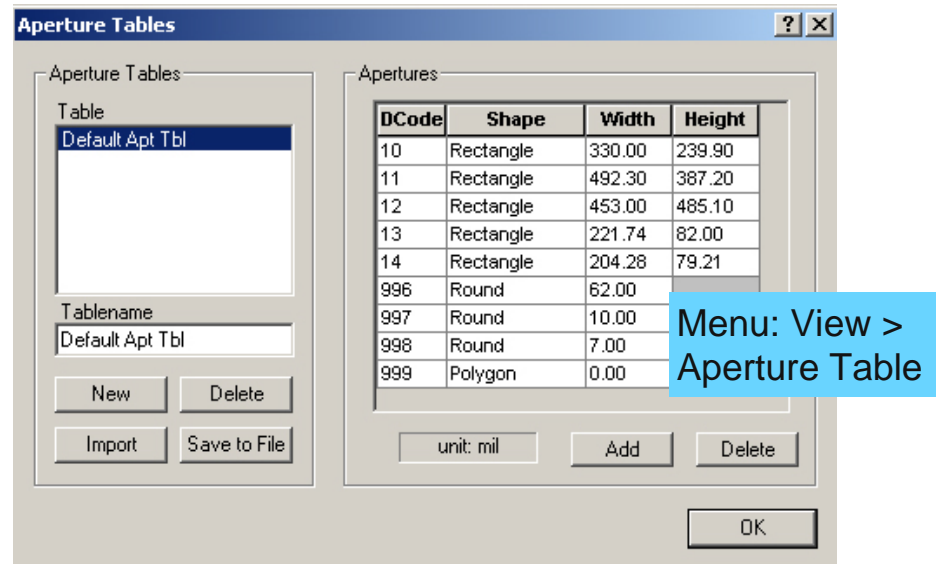 Aperture Tables
Aperture Tables
Table
Default Apt Tbl
Tablename
Default Apt Tbl
New Delete
Import Save to File
Apertures
DCode Shape Width Height
10 Rectangle 330.00 239.90
11 Rectangle 492.30 387.20
12 Rectangle 453.00 485.10
13 Rectangle 221.74 82.00
14 Rectangle 204.28 79.21
996 Round 62.00
997 Round 10.00
998 Round 7.00
999 Polygon 0.00
unit: mil Add Delete
OK
Menu: View >
Aperture Table